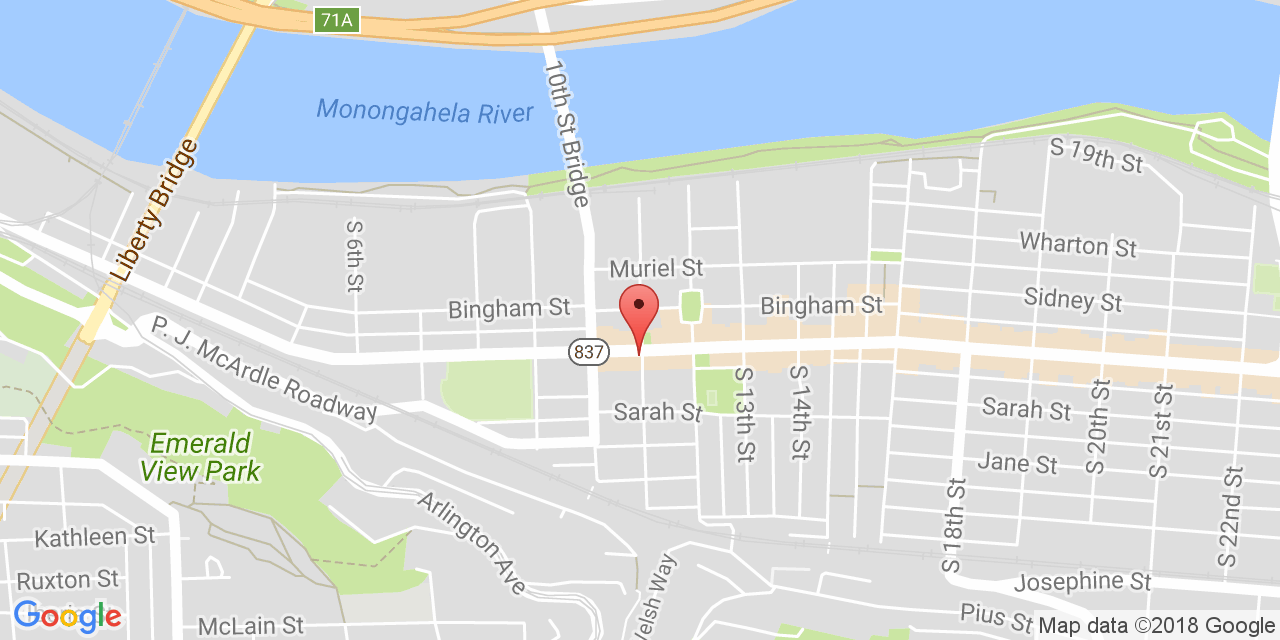 71A
Monongahela River
10th St Bridge
Liberty Bridge
S 19th St
S 6th St
Muriel St
Wharton St
Bingham St
Bingham St
Sidney St
P. J. McArdle Roadway
837
S 13th St
S 14th St
Sarah St
Sarah St
S 20th St
S 21st St
Emerald
View Park
Jane St
S 18th St
S 22nd St
Arlington Ave
Kathleen St
Ruxton St
Welsh Way
Josephine St
Google
McLain St
Pius St
Map data ©2018 Google